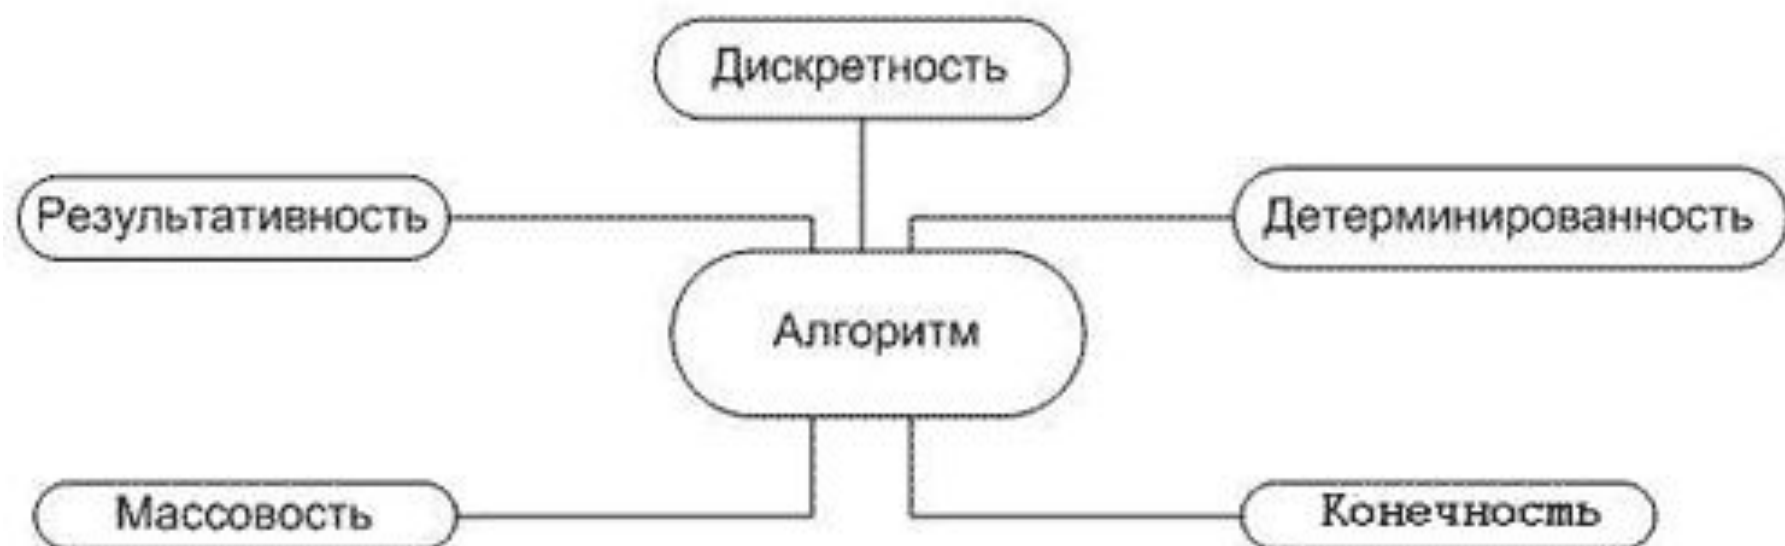 Дискретность
Результативность
Детерминированность
Алгоритм
Массовость
Конечность